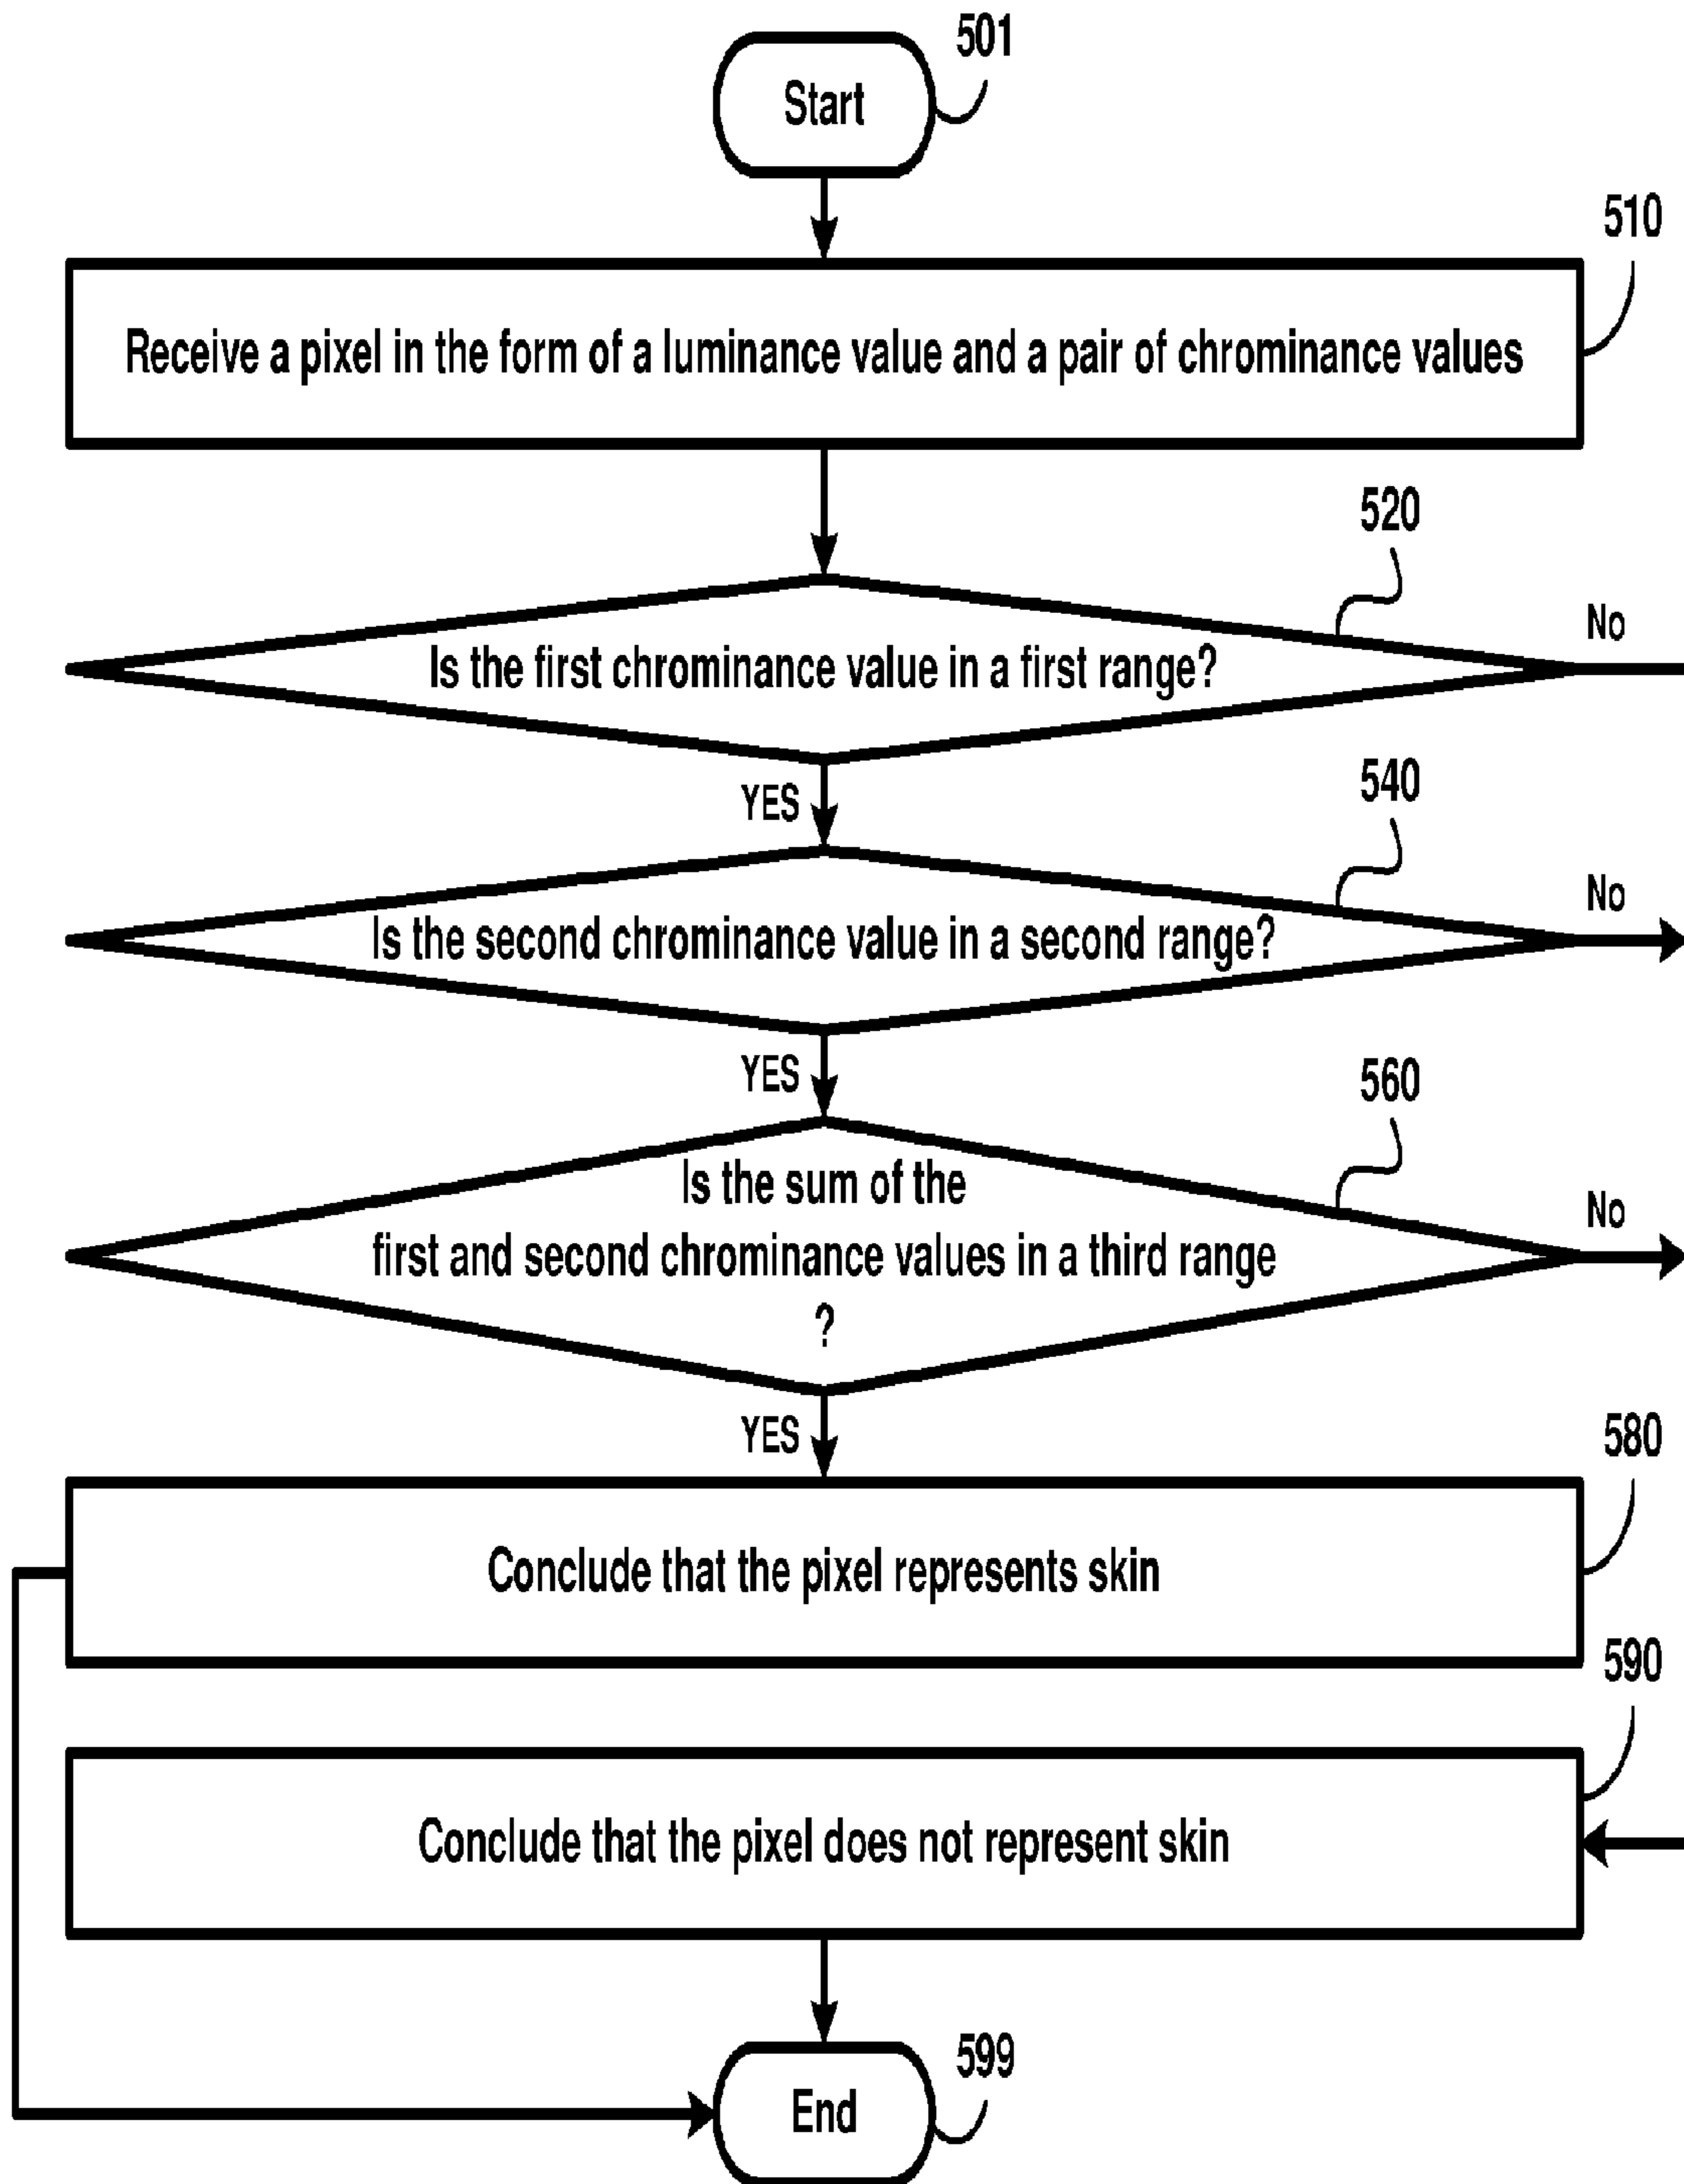 501
Start
510
Receive a pixel in the form of a luminance value and a pair of chrominance values
520
No
Is the first chrominance value in a first range?
YES
540
No
Is the second chrominance value in a second range?
YES
560
Is the sum of the
No
first and second chrominance values in a third range
?
YES
580
Conclude that the pixel represents skin
590
Conclude that the pixel does not represent skin
599
End